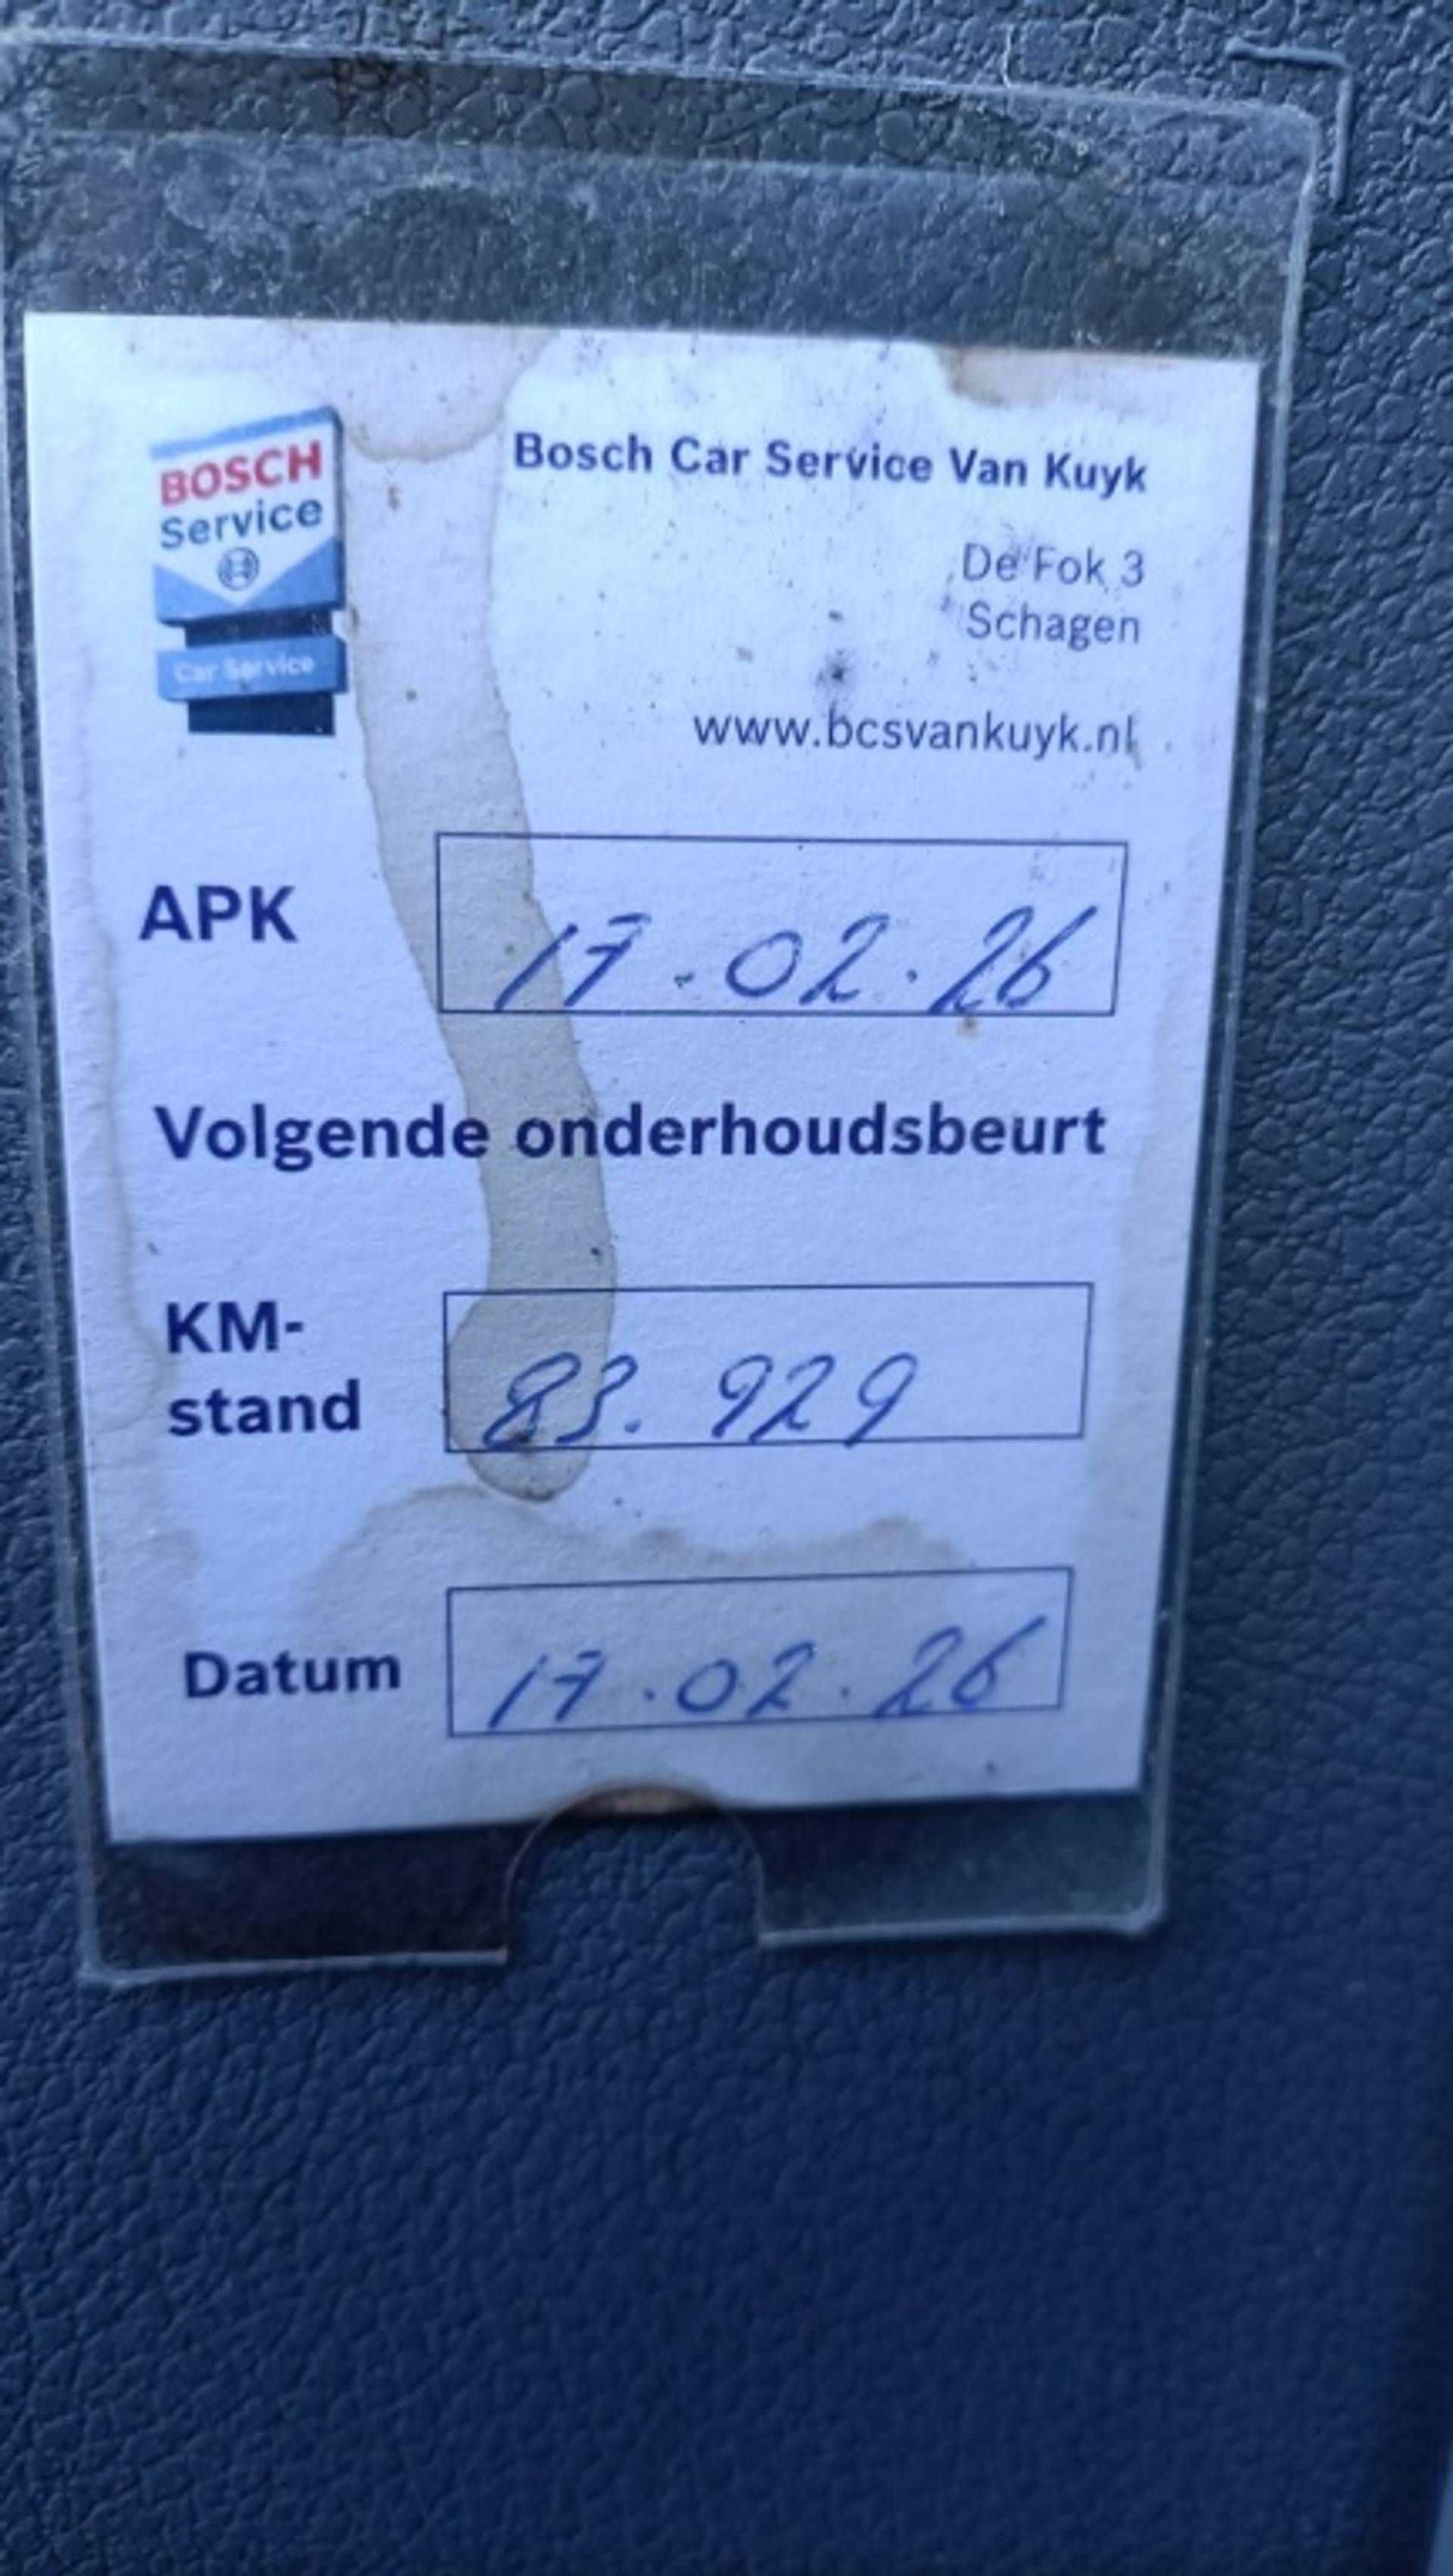 BOSCH
Service
Car Service
Bosch Car Service Van Kuyk
De Fok 3
Schagen
www.bcsvankuyk.nl
APK
17.02.26
Volgende onderhoudsbeurt
KM-
stand
83.929
Datum
17.02.26